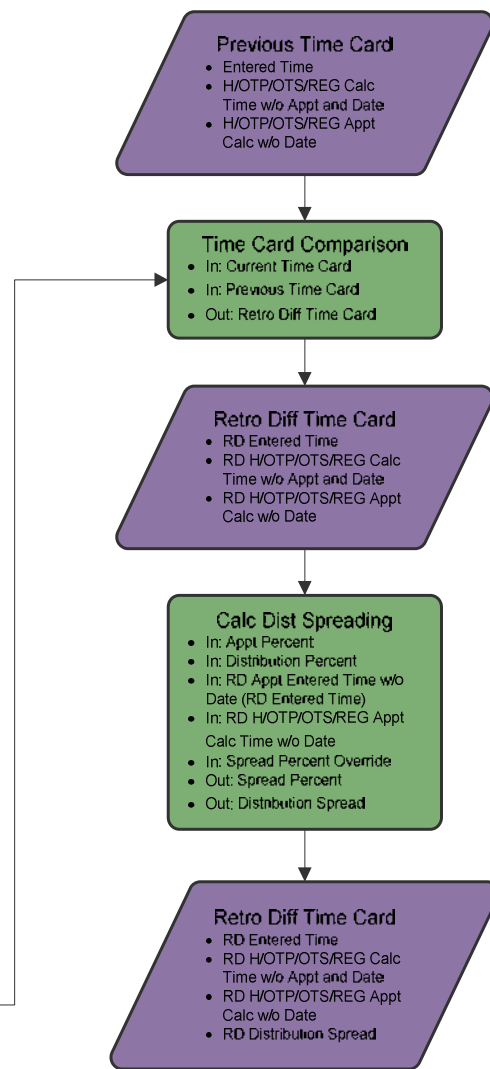 Previous Time Card
• Entered Time
• H/OTP/OTS/REG Calc
Time w/o Appt and Date
• H/OTP/OTS/REG Appt
Calc w/o Date
Time Card Comparison
• In: Current Time Card
• In: Previous Time Card
• Out: Retro Diff Time Card
Retro Diff Time Card
• RD Entered Time
• RD H/OTP/OTS/REG Calc
Time w/o Appt and Date
• RD H/OTP/OTS/REG Appt
Calc w/o Date
Calc Dist Spreading
• In: Appt Percent
• In: Distribution Percent
• In: RD Appt Entered Time w/o
Date (RD Entered Time)
• In: RD H/OTP/OTS/REG Appt
Calc Time w/o Date
• In: Spread Percent Override
• Out: Spread Percent
• Out: Distribution Spread
Retro Diff Time Card
• RD Entered Time
• RD H/OTP/OTS/REG Calc
Time w/o Appt and Date
• RD H/OTP/OTS/REG Appt
Calc w/o Date
• RD Distribution Spread